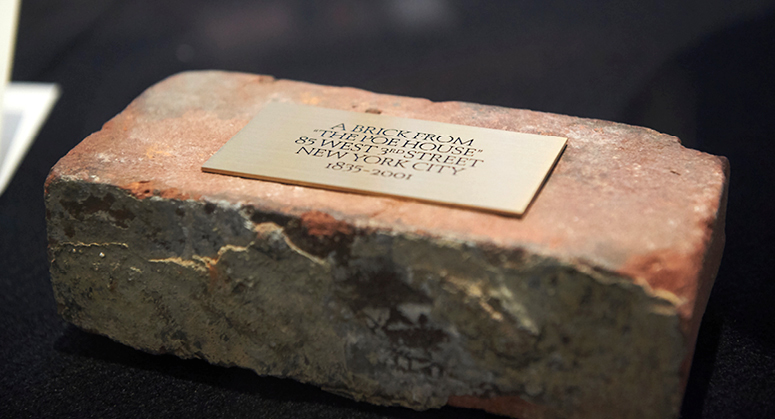 A BRICK FROM
"THE POE HOUSE"
85 WEST 3RD STREET
NEW YORK CITY
1835-2001